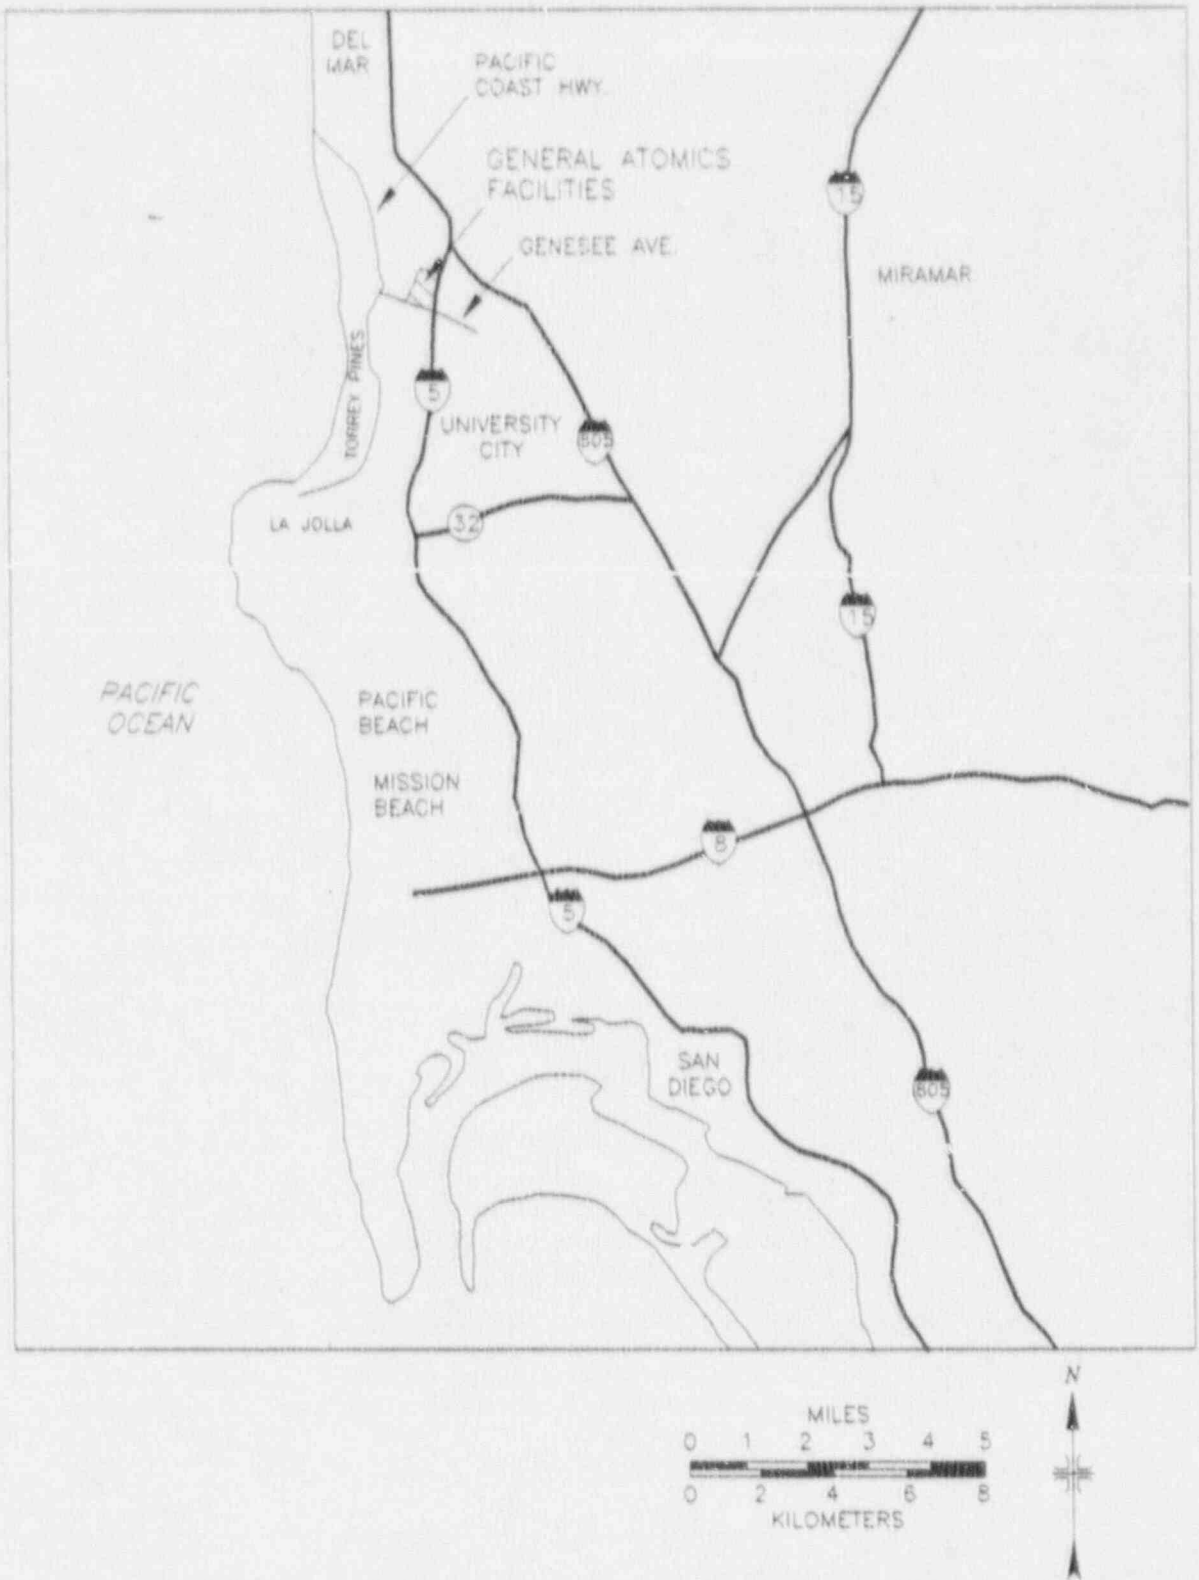 DEL
MAR
PACIFIC
COAST HWY.
GENERAL ATOMICS
FACILITIES
GENESEE AVE.
15
MIRAMAR
TORREY PINES
5
UNIVERSITY
CITY
805
LA JOLLA
32
15
PACIFIC
OCEAN
PACIFIC
BEACH
MISSION
BEACH
8
5
SAN
DIEGO
805
N
MILES
0 1 2 3 4 5
0 2 4 6 8
KILOMETERS